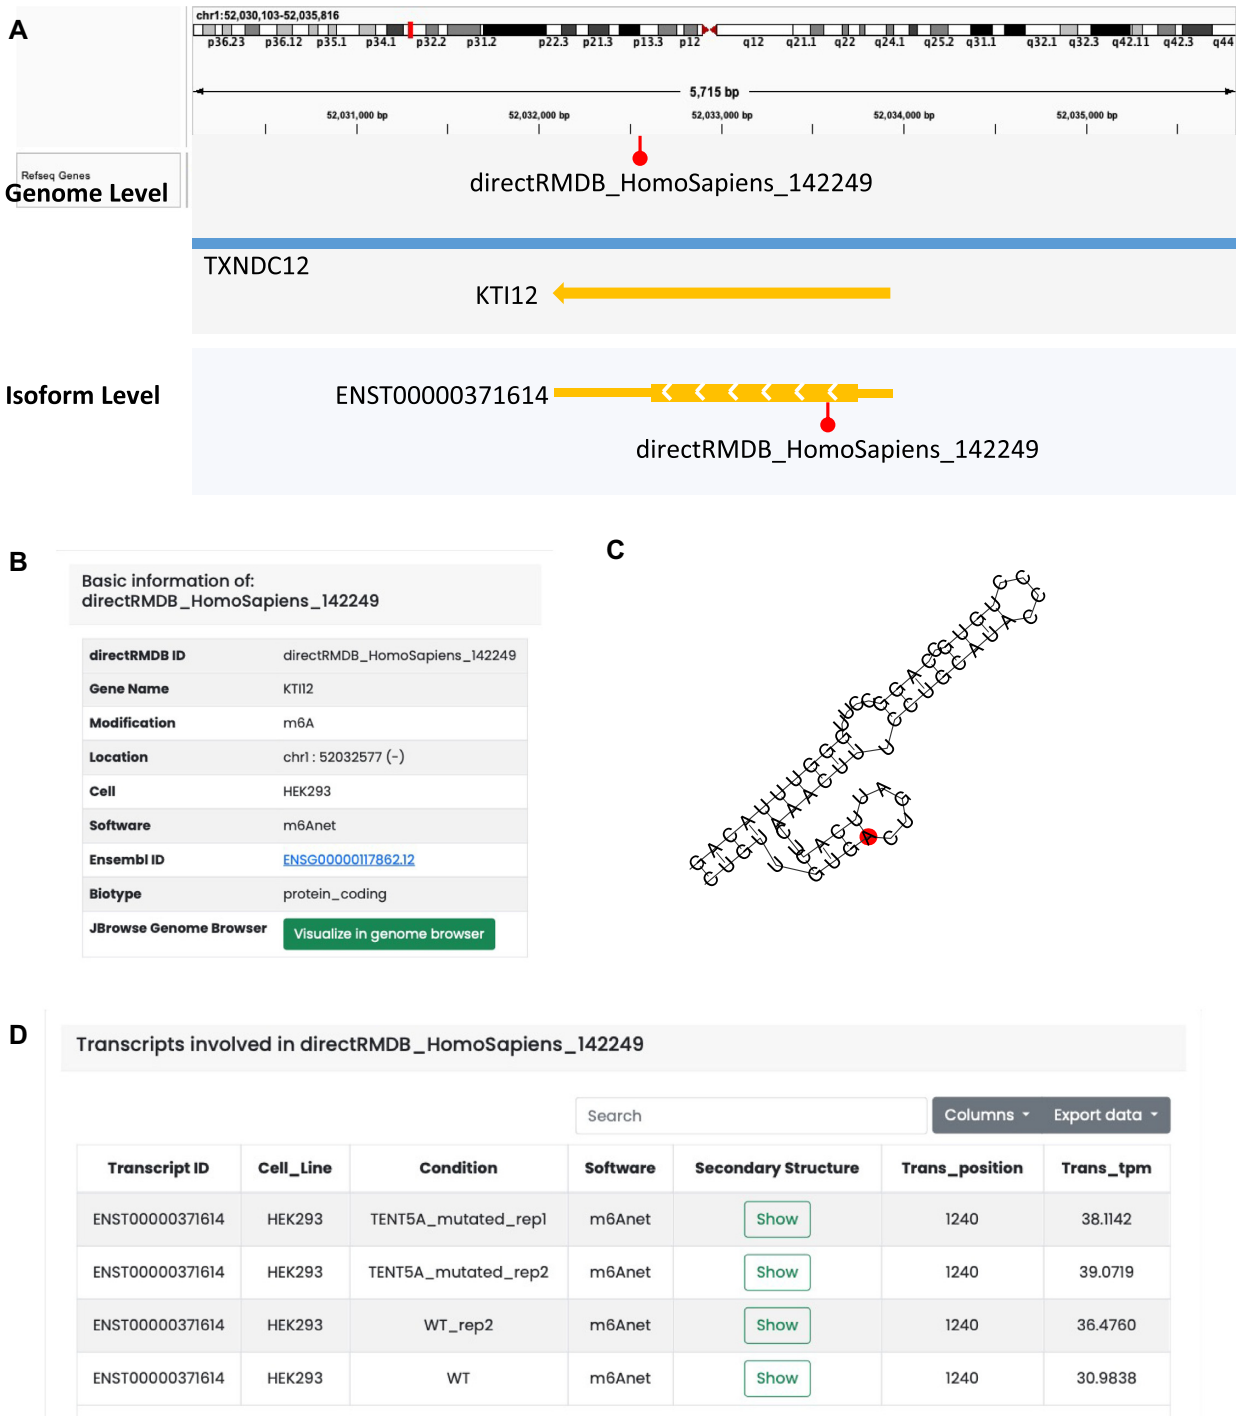 A
chr1:52,030,103-52,035,816
p36.23 p36.12 p35.1 p34.1 p32.2 p31.2 p22.3 p21.3 p13.3 p12 q12 q21.1 q22 q24.1 q25.2 q31.1 q32.1 q32.3 q42.11 q42.3 q44
5,715 bp
52,031,000 bp 52,032,000 bp 52,033,000 bp 52,034,000 bp 52,035,000 bp
Refseq Genes
Genome Level
directRMDB_HomoSapiens_142249
TXNDC12
KTI12
Isoform Level
ENST00000371614
directRMDB_HomoSapiens_142249
B
Basic information of:
directRMDB_HomoSapiens_142249
directRMDB ID directRMDB_HomoSapiens_142249
Gene Name KTI12
Modification m6A
Location chr1 : 52032577 (-)
Cell HEK293
Software m6Anet
Ensembl ID ENSG00000117862.12
Biotype protein_coding
JBrowse Genome Browser Visualize in genome browser
C
D
Transcripts involved in directRMDB_HomoSapiens_142249
Search Columns Export data
Transcript ID Cell_Line Condition Software Secondary Structure Trans_position Trans_tpm
ENST00000371614 HEK293 TENT5A_mutated_rep1 m6Anet Show 1240 38.1142
ENST00000371614 HEK293 TENT5A_mutated_rep2 m6Anet Show 1240 39.0719
ENST00000371614 HEK293 WT_rep2 m6Anet Show 1240 36.4760
ENST00000371614 HEK293 WT m6Anet Show 1240 30.9838